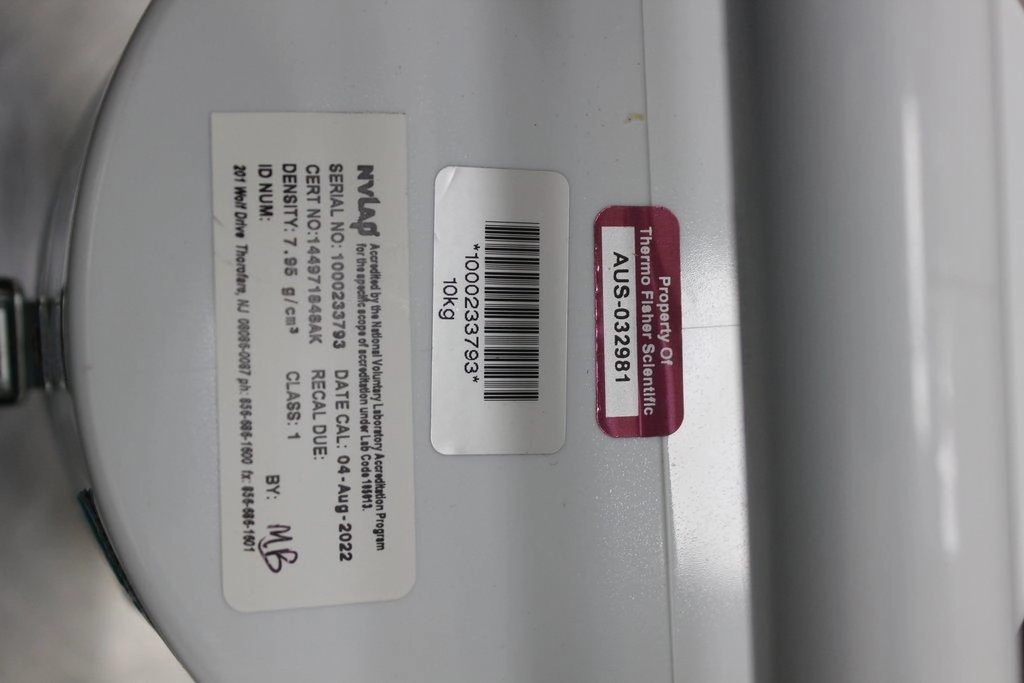 Property Of
Thermo Fisher Scientific
AUS-032981
*1000233793*
10kg
NVLAP Accredited by the National Voluntary Laboratory Accreditation Program
for the specific scope of accreditation under Lab Code
SERIAL NO: 1000233793 DATE CAL: 04-Aug-2022
CERT NO:144971848AK RECAL DUE:
DENSITY: 7.95 g/cm3 CLASS: 1
ID NUM: BY: MB
201 Wolf Drive Thorofare, NJ 08086-0087 ph: 856-686-1600 fx: 856-686-1601